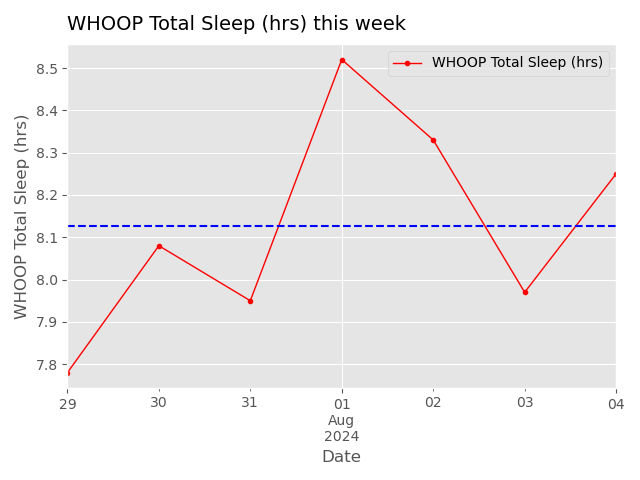 WHOOP Total Sleep (hrs) this week
WHOOP Total Sleep (hrs)
WHOOP Total Sleep (hrs)
8.5
8.4
8.3
8.2
8.1
8.0
7.9
7.8
29 30 31 01 02 03 04
Aug
2024
Date